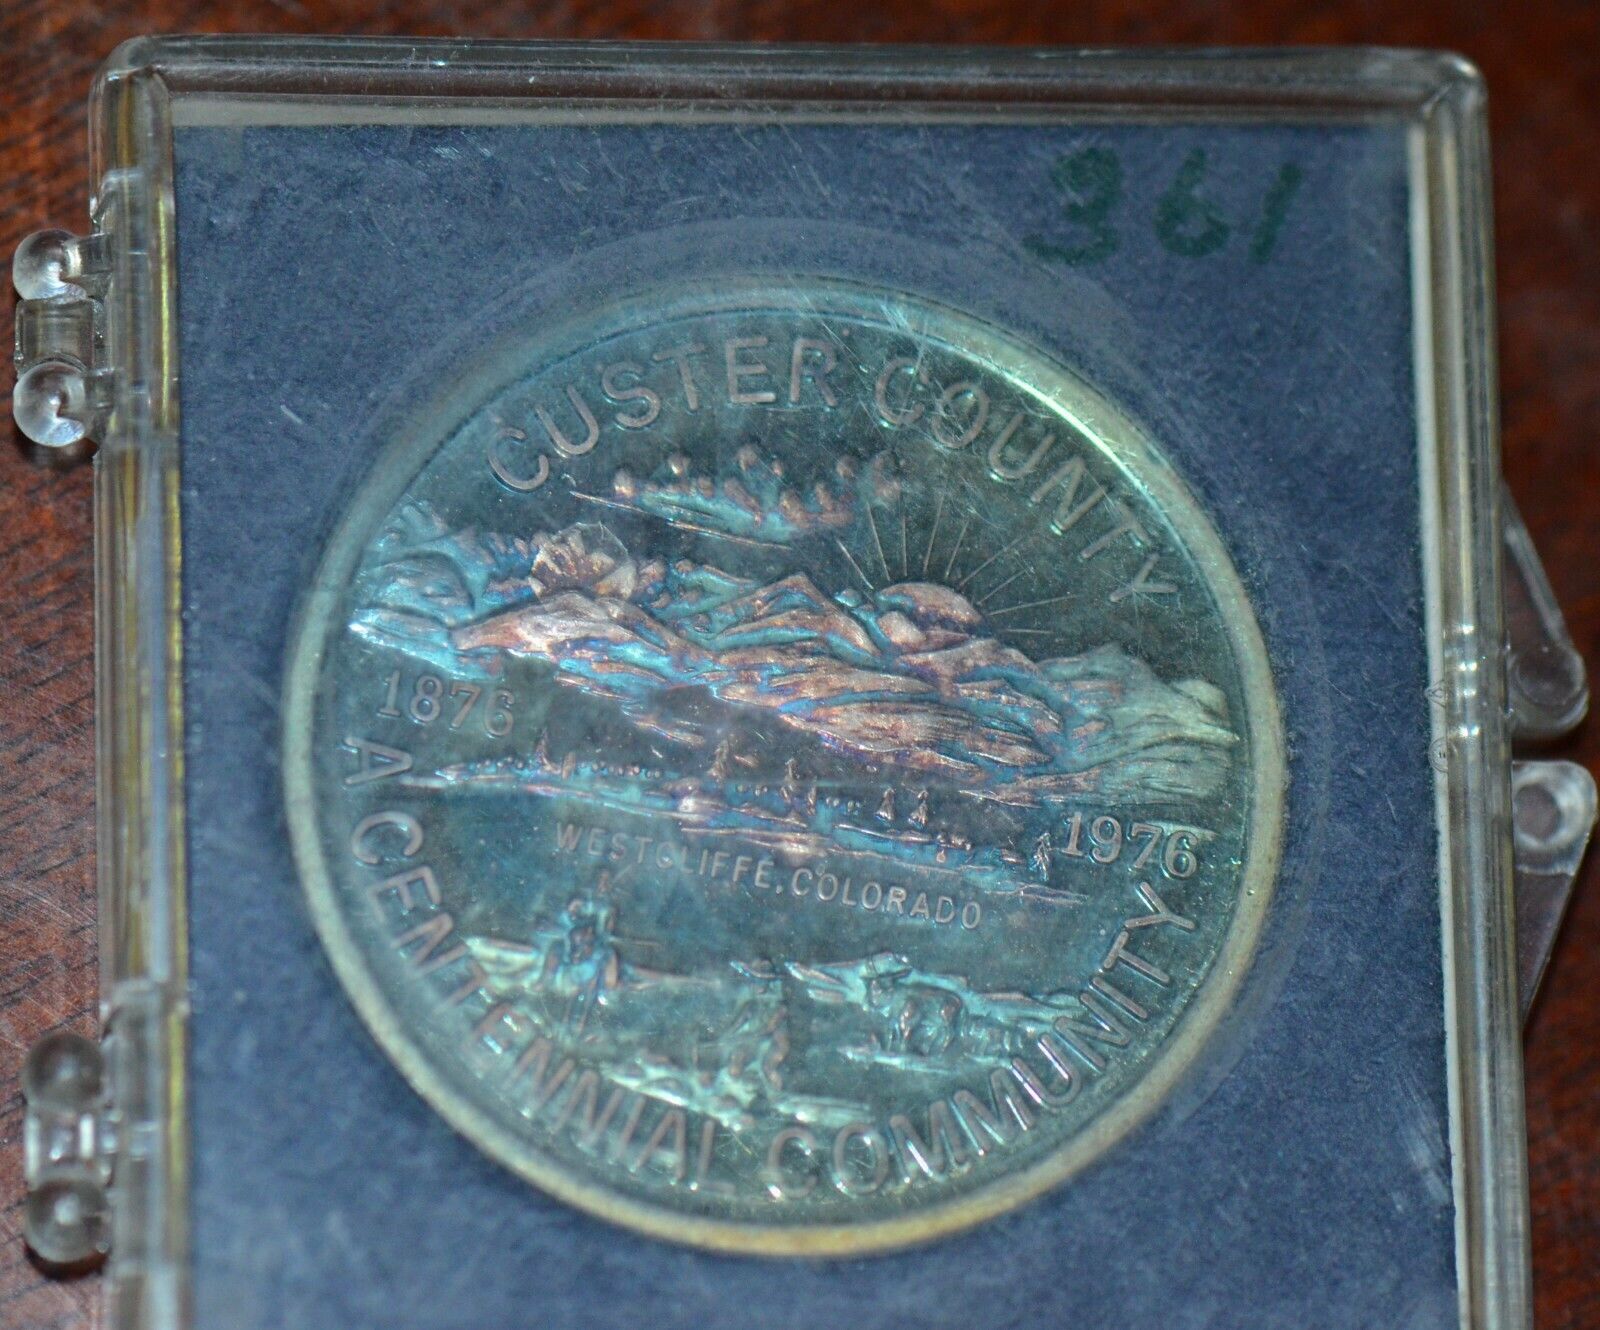 361
CUSTER COUNTY
1876
1976
WESTCLIFFE, COLORADO
A CENTENNIAL COMMUNITY